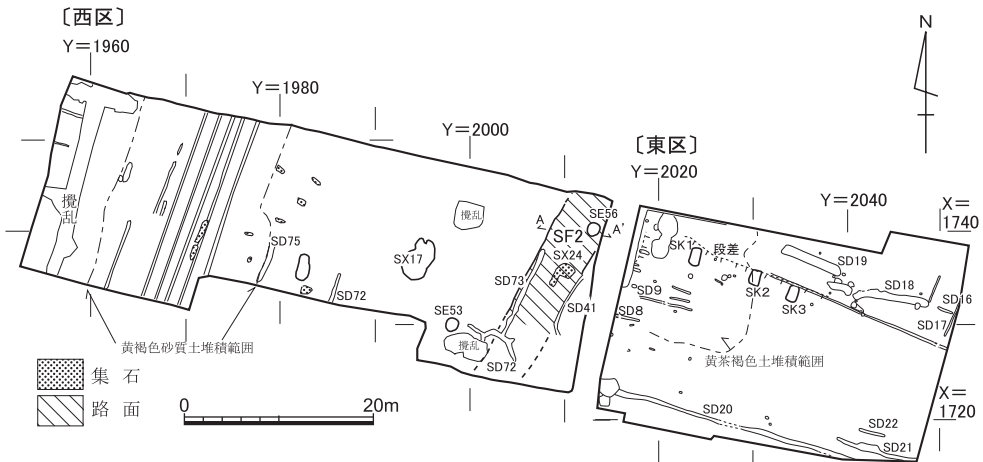 〔西区〕
Y＝1960
Y＝1980
Y＝2000
〔東区〕
Y＝2020
Y＝2040
X＝
1740
N
攪乱
SD75
SD72
SX17
攪乱
SE53
攪乱
SD72
SD73
A
A'
SE56
SF2
SX24
SD41
SK1
段差
SD19
SK2
SK3
SD18
SD16
SD17
SD9
SD8
黄茶褐色土堆積範囲
SD20
SD22
SD21
X＝
1720
黄褐色砂質土堆積範囲
集 石
路 面
0
20m